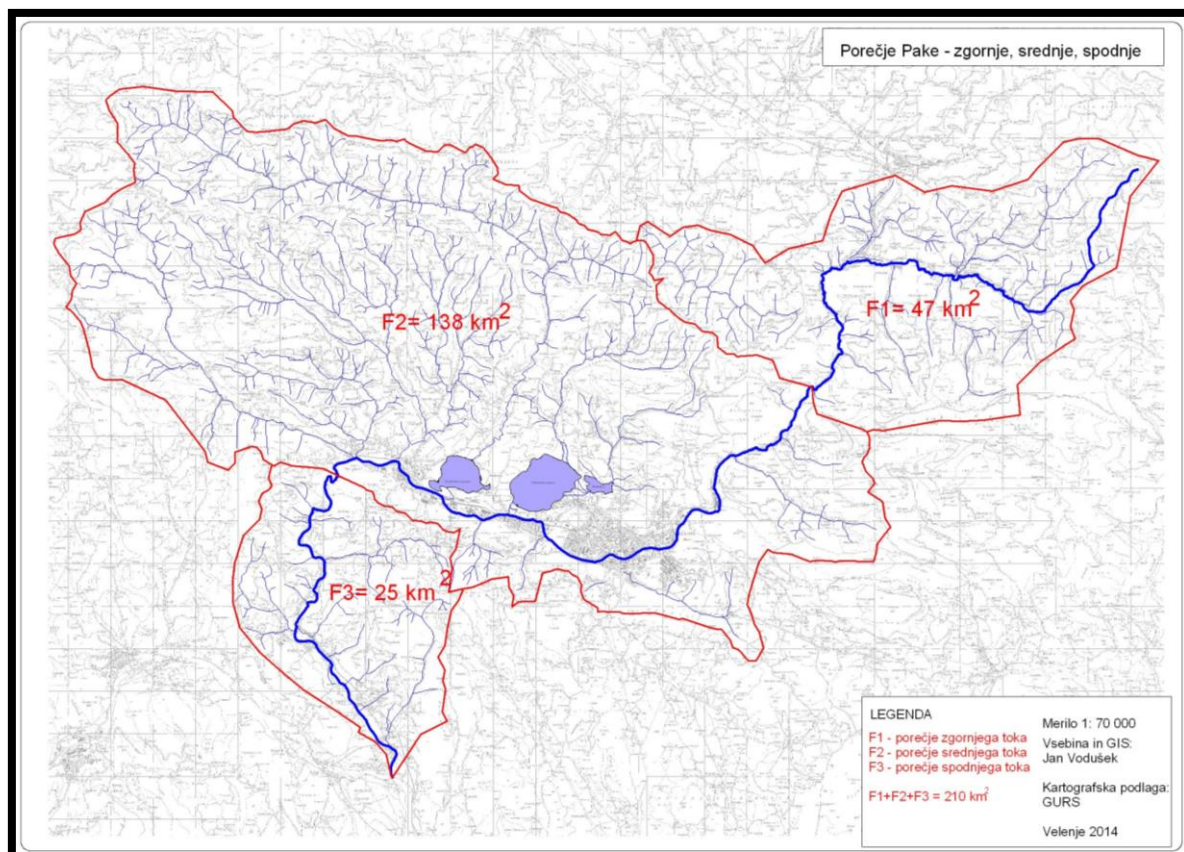 Porečje Pake - zgornje, srednje, spodnje
F2= 138 km²
F1= 47 km²
F3= 25 km²
LEGENDA
F1 - porečje zgornjega toka
F2 - porečje srednjega toka
F3 - porečje spodnjega toka
F1+F2+F3 = 210 km²
Merilo 1: 70 000
Vsebina in GIS:
Jan Vodušek
Kartografska podlaga:
GURS
Velenje 2014